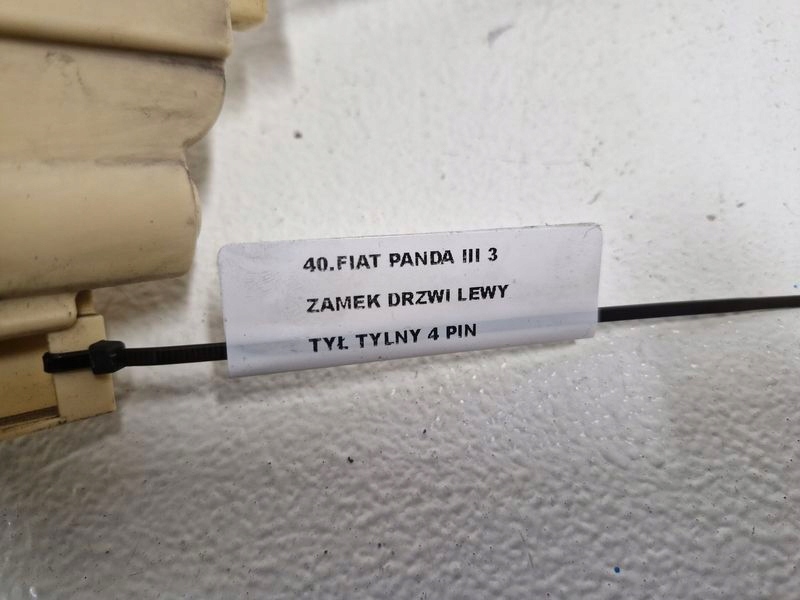 40.FIAT PANDA III 3
ZAMEK DRZWI LEWY
TYŁ TYLNY 4 PIN